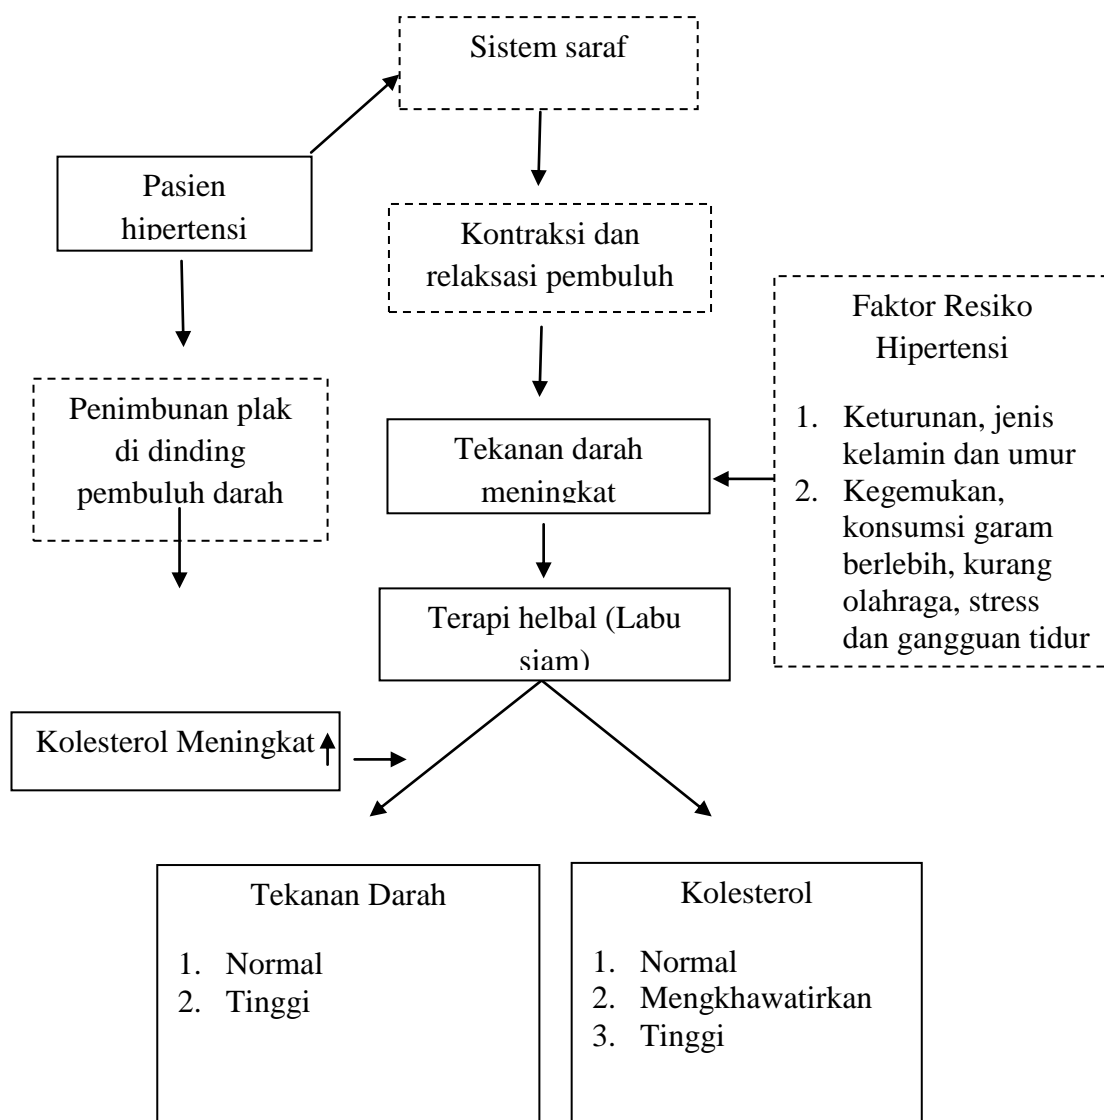 Sistem saraf
Pasien
hipertensi
Kontraksi dan
relaksasi pembuluh
Faktor Resiko
Hipertensi
1. Keturunan, jenis
kelamin dan umur
2. Kegemukan,
konsumsi garam
berlebih, kurang
olahraga, stress
dan gangguan tidur
Penimbunan plak
di dinding
pembuluh darah
Tekanan darah
meningkat
Terapi helbal (Labu
siam)
Kolesterol Meningkat
Tekanan Darah
1. Normal
2. Tinggi
Kolesterol
1. Normal
2. Mengkhawatirkan
3. Tinggi